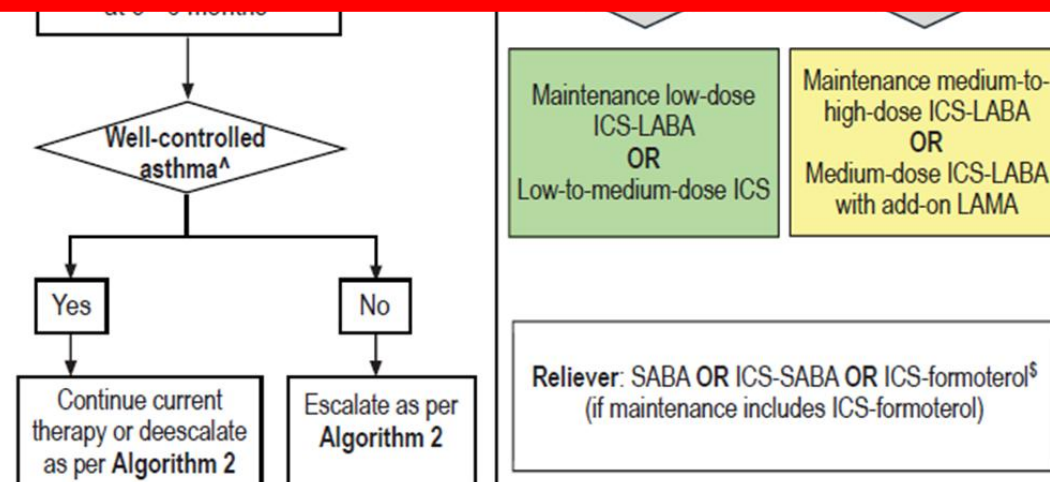 Well-controlled
asthma^
Yes
No
Continue current
therapy or deescalate
as per Algorithm 2
Escalate as per
Algorithm 2
Maintenance low-dose
ICS-LABA
OR
Low-to-medium-dose ICS
Maintenance medium-to-
high-dose ICS-LABA
OR
Medium-dose ICS-LABA
with add-on LAMA
Reliever: SABA OR ICS-SABA OR ICS-formoterol$
(if maintenance includes ICS-formoterol)